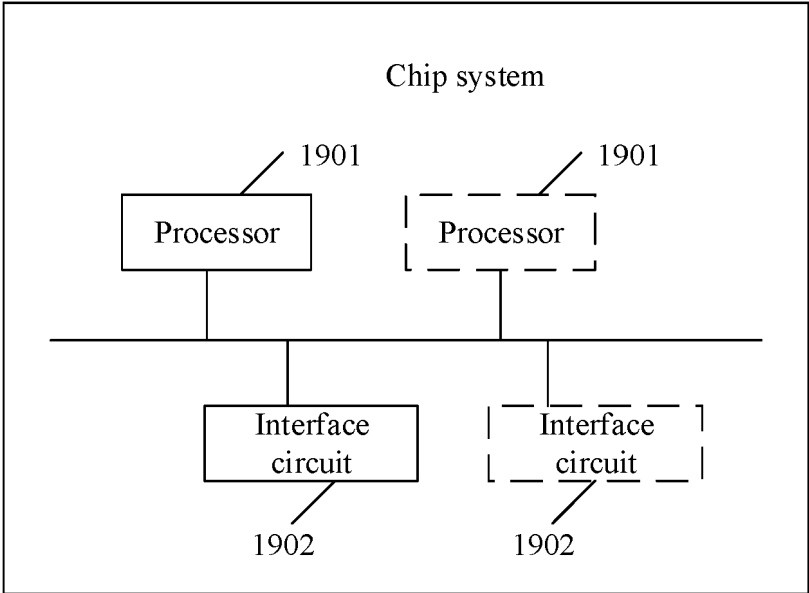 Chip system
1901
1901
Processor
Processor
Interface
circuit
Interface
circuit
1902
1902